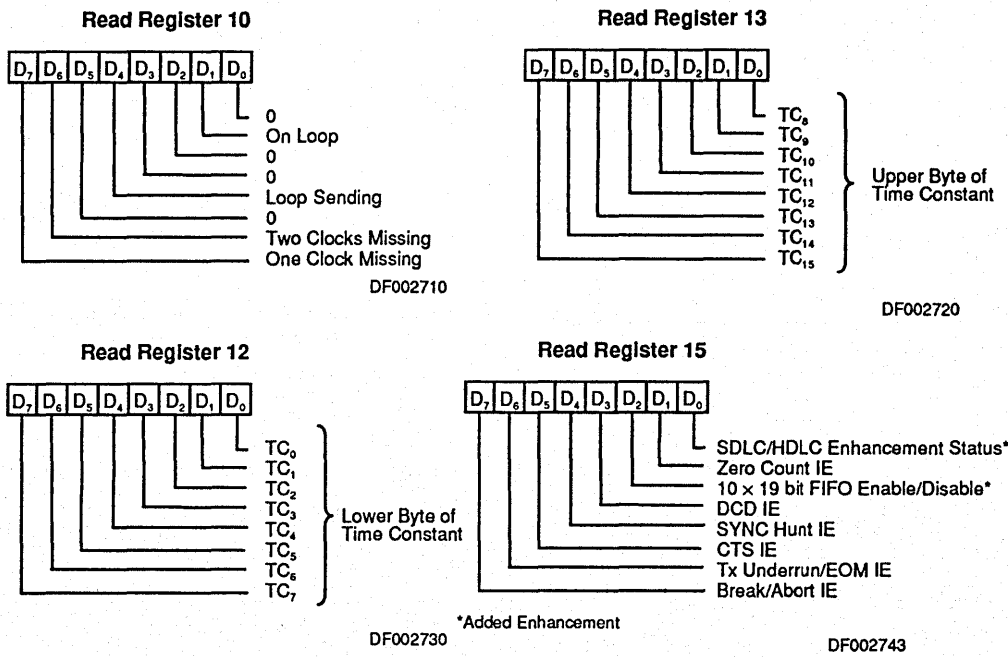 Read Register 10
D₇ D₆ D₅ D₄ D₃ D₂ D₁ D₀
0
On Loop
0
0
Loop Sending
0
Two Clocks Missing
One Clock Missing
DF002710
Read Register 13
D₇ D₆ D₅ D₄ D₃ D₂ D₁ D₀
TC₈
TC₉
TC₁₀
TC₁₁
TC₁₂
TC₁₃
TC₁₄
TC₁₅
Upper Byte of
Time Constant
DF002720
Read Register 12
D₇ D₆ D₅ D₄ D₃ D₂ D₁ D₀
TC₀
TC₁
TC₂
TC₃
TC₄
TC₅
TC₆
TC₇
Lower Byte of
Time Constant
DF002730
Read Register 15
D₇ D₆ D₅ D₄ D₃ D₂ D₁ D₀
SDLC/HDLC Enhancement Status*
Zero Count IE
10 × 19 bit FIFO Enable/Disable*
DCD IE
SYNC Hunt IE
CTS IE
Tx Underrun/EOM IE
Break/Abort IE
*Added Enhancement
DF002743